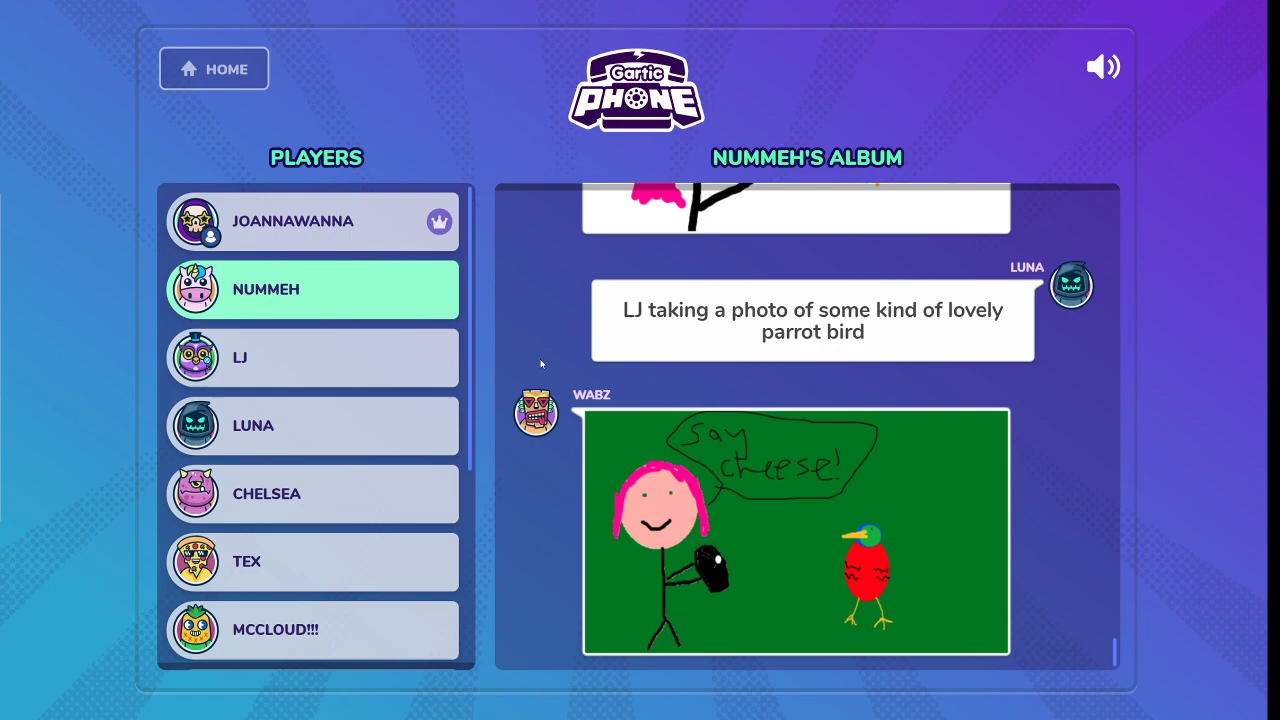 HOME
Gartic
PHONE
PLAYERS
NUMMEH'S ALBUM
JOANNAWANNA
NUMMEH
LJ
LUNA
CHELSEA
TEX
MCCLOUD!!!
LUNA
LJ taking a photo of some kind of lovely
parrot bird
WABZ
Say
cheese!